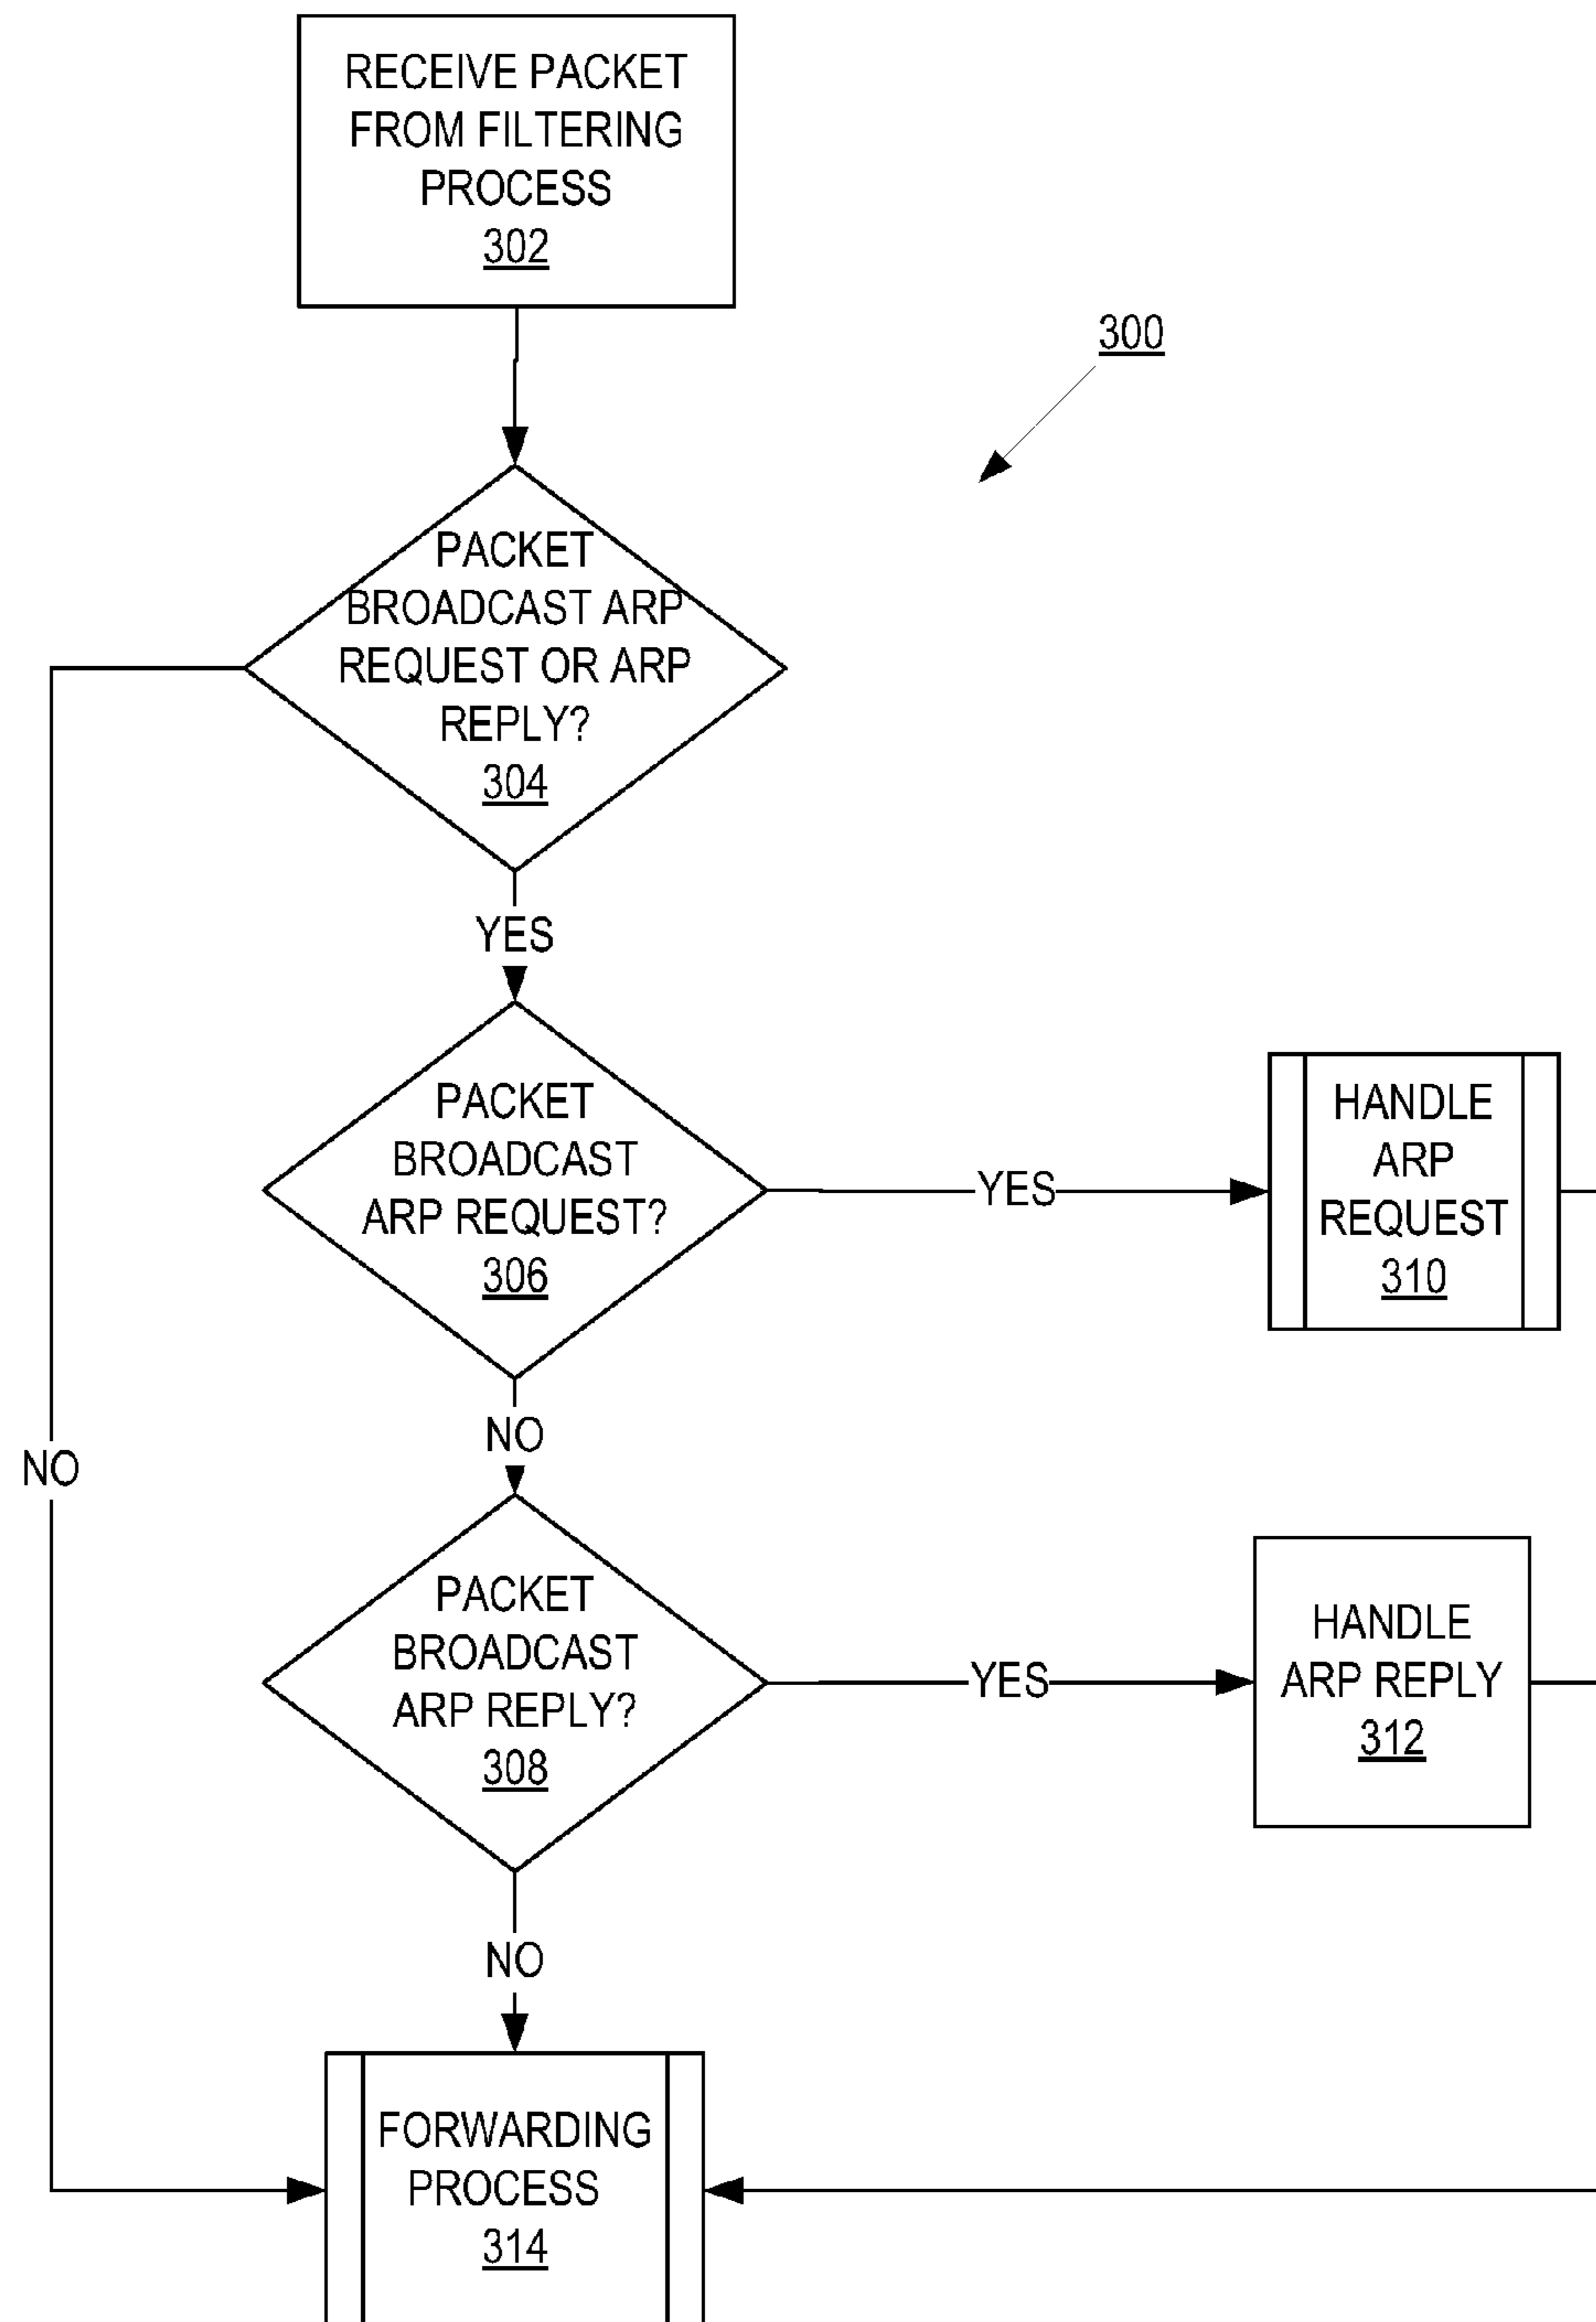 RECEIVE PACKET
FROM FILTERING
PROCESS
302
300
PACKET
BROADCAST ARP
REQUEST OR ARP
REPLY?
304
YES
PACKET
BROADCAST
ARP REQUEST?
306
YES
HANDLE
ARP
REQUEST
310
NO
NO
PACKET
BROADCAST
ARP REPLY?
308
YES
HANDLE
ARP REPLY
312
NO
FORWARDING
PROCESS
314